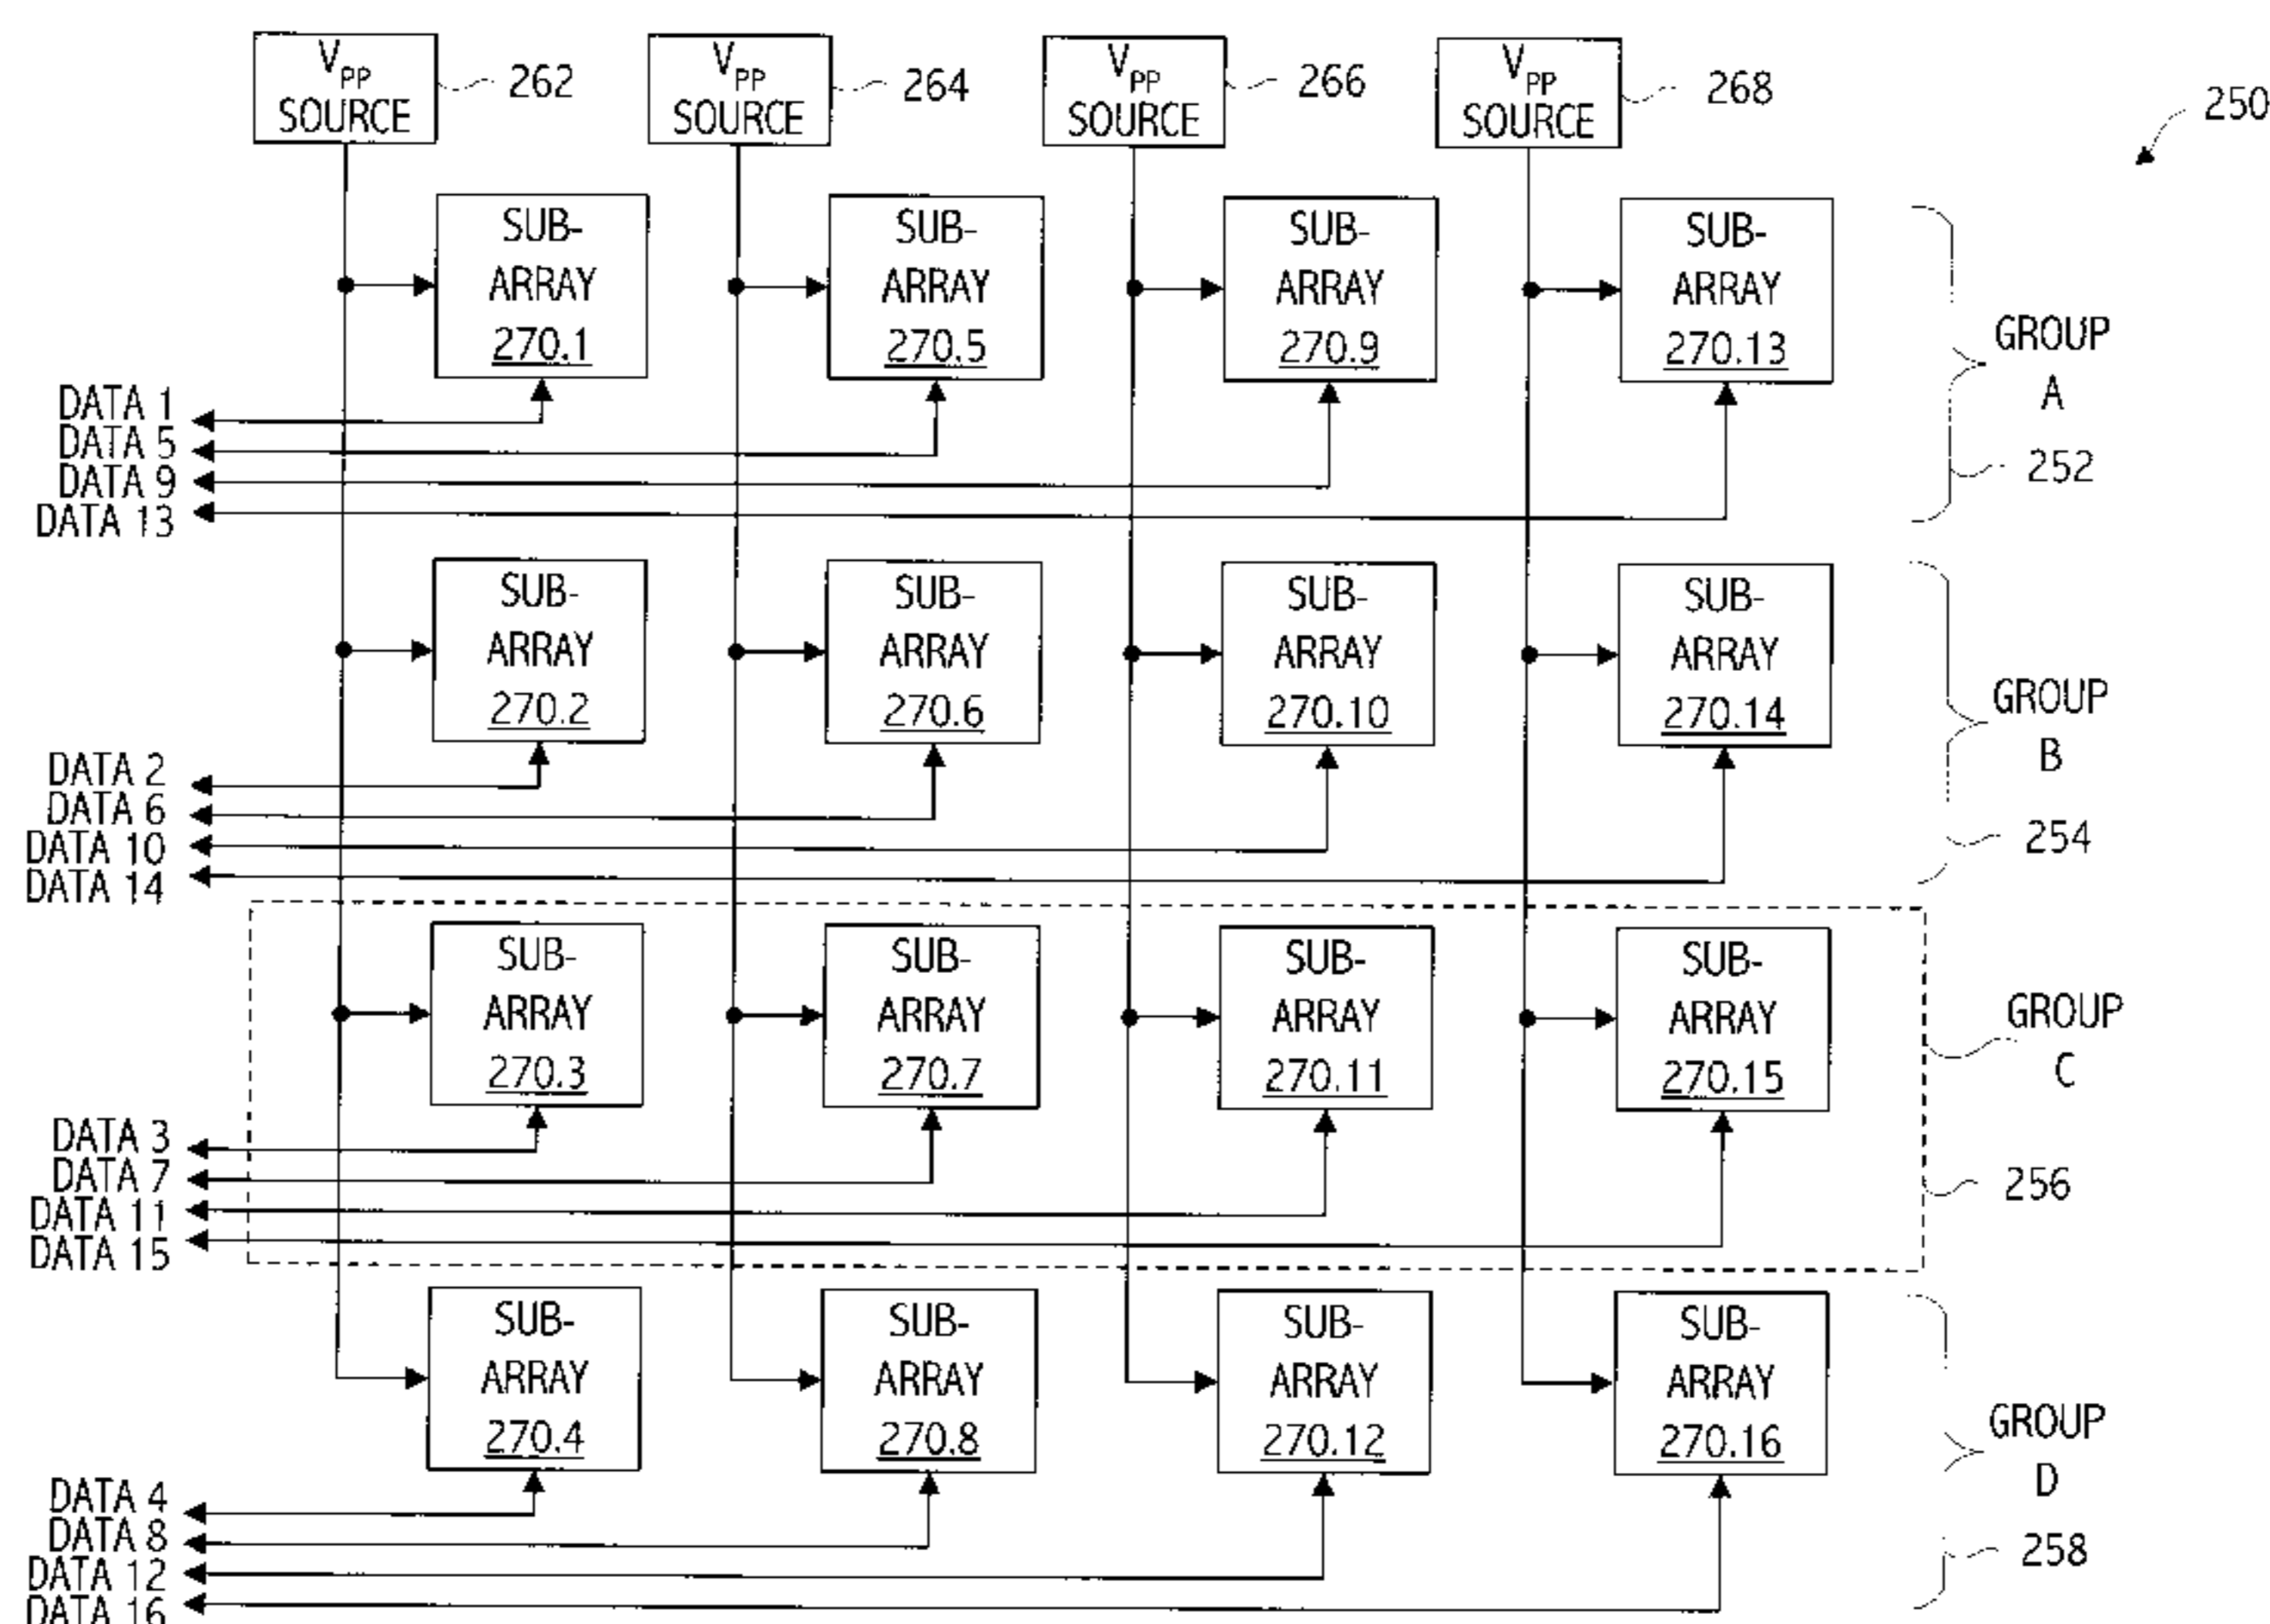 V_PP SOURCE 262
V_PP SOURCE 264
V_PP SOURCE 266
V_PP SOURCE 268
250
SUB-ARRAY 270.1
SUB-ARRAY 270.5
SUB-ARRAY 270.9
SUB-ARRAY 270.13
GROUP A
252
DATA 1
DATA 5
DATA 9
DATA 13
SUB-ARRAY 270.2
SUB-ARRAY 270.6
SUB-ARRAY 270.10
SUB-ARRAY 270.14
GROUP B
254
DATA 2
DATA 6
DATA 10
DATA 14
SUB-ARRAY 270.3
SUB-ARRAY 270.7
SUB-ARRAY 270.11
SUB-ARRAY 270.15
GROUP C
256
DATA 3
DATA 7
DATA 11
DATA 15
SUB-ARRAY 270.4
SUB-ARRAY 270.8
SUB-ARRAY 270.12
SUB-ARRAY 270.16
GROUP D
258
DATA 4
DATA 8
DATA 12
DATA 16